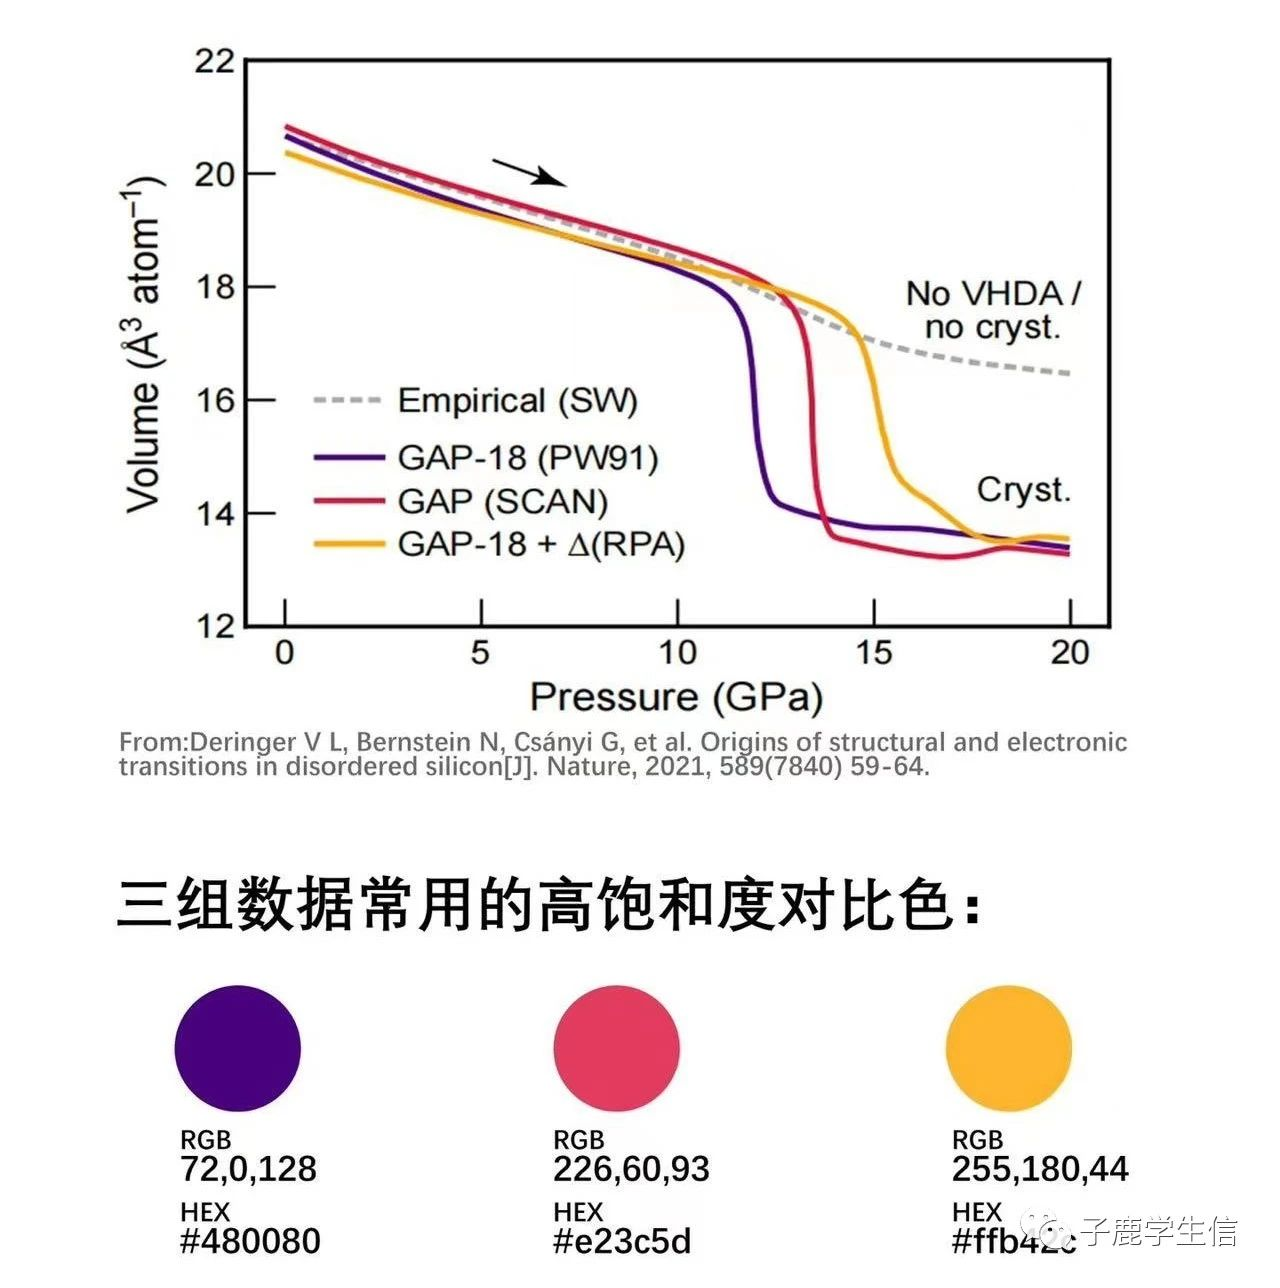 22
20
18
16
14
12
Volume (Å³ atom⁻¹)
No VHDA /
no cryst.
Empirical (SW)
GAP-18 (PW91)
GAP (SCAN)
GAP-18 + Δ(RPA)
Cryst.
0 5 10 15 20
Pressure (GPa)
From:Deringer V L, Bernstein N, Csányi G, et al. Origins of structural and electronic
transitions in disordered silicon[J]. Nature, 2021, 589(7840) 59-64.
三组数据常用的高饱和度对比色：
RGB RGB RGB
72,0,128 226,60,93 255,180,44
HEX HEX HEX
#480080 #e23c5d #ffb42c
子鹿学生信